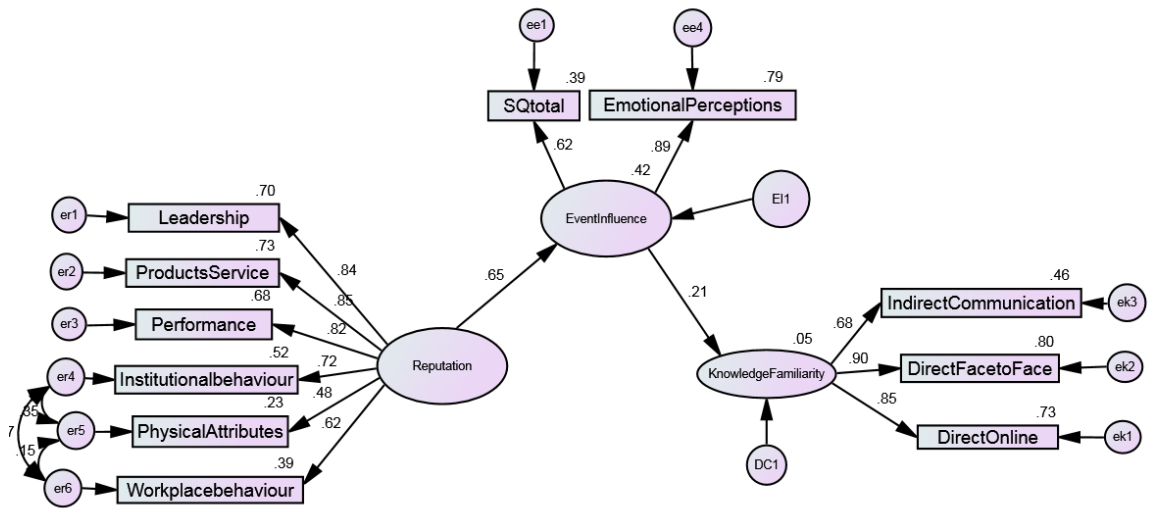 ee1
ee4
.39
.79
SQtotal
EmotionalPerceptions
.62
.89
.42
EventInfluence
EI1
.70
er1
Leadership
.73
er2
ProductsService
.68
er3
Performance
.52
er4
Institutionalbehaviour
.23
er5
PhysicalAttributes
.39
er6
Workplacebehaviour
.35
.15
7
.84
.85
.82
.72
.48
.62
Reputation
.65
.21
.05
KnowledgeFamiliarity
DC1
.68
.90
.85
.46
IndirectCommunication
ek3
.80
DirectFacetoFace
ek2
.73
DirectOnline
ek1